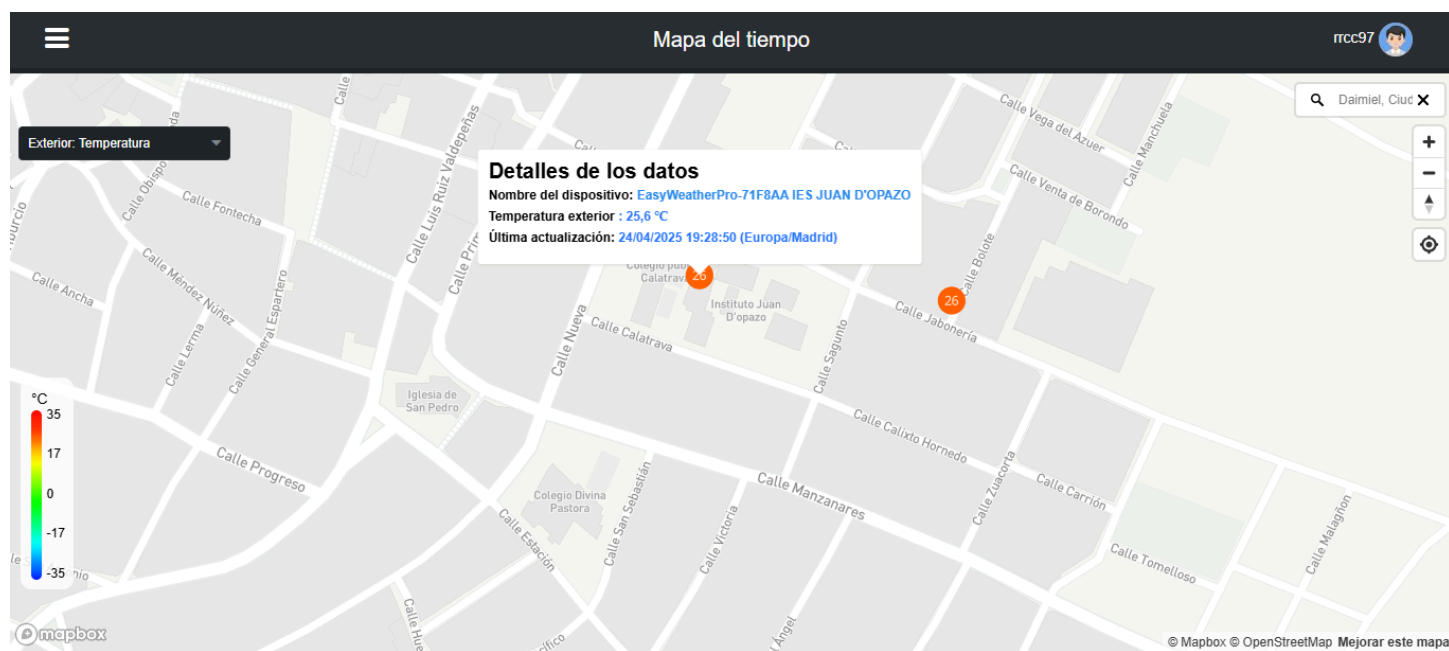 Mapa del tiempo
rrcc97
Daimiel, Ciud
Exterior: Temperatura
Detalles de los datos
Nombre del dispositivo: EasyWeatherPro-71F8AA IES JUAN D'OPAZO
Temperatura exterior : 25,6 ºC
Última actualización: 24/04/2025 19:28:50 (Europa/Madrid)
26
26
Calle
Calle Obispo
Calle Fontecha
Calle Luis Ruiz Valdepeñas
Calle Vega del Azuer
Calle Manchuela
Calle Venta de Borondo
Calle Bolote
Calatrava
Instituto Juan
D'opazo
Calle Jabonería
Calle Ancha
Calle Méndez Núñez
Calle General Espartero
Calle Lerma
Calle Nueva
Calle Calatrava
Calle Sagunto
Iglesia de
San Pedro
Calle Calixto Hornedo
Calle Progreso
Colegio Divina
Pastora
Calle San Sebastián
Calle Estación
Calle Victoria
Calle Manzanares
Calle Zuacorta
Calle Carrión
Calle Tomelloso
Calle Malagñon
Ángel
°C
35
17
0
-17
-35
mapbox
© Mapbox © OpenStreetMap Mejorar este mapa